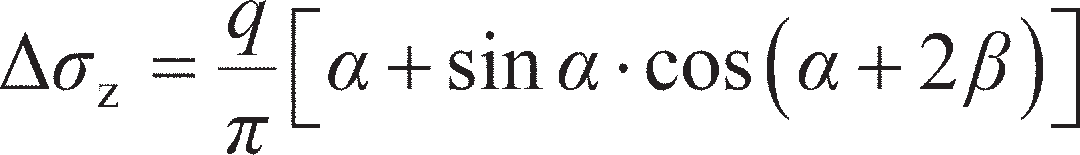 Δσ_z = q/π [α + sin α · cos(α + 2β)]